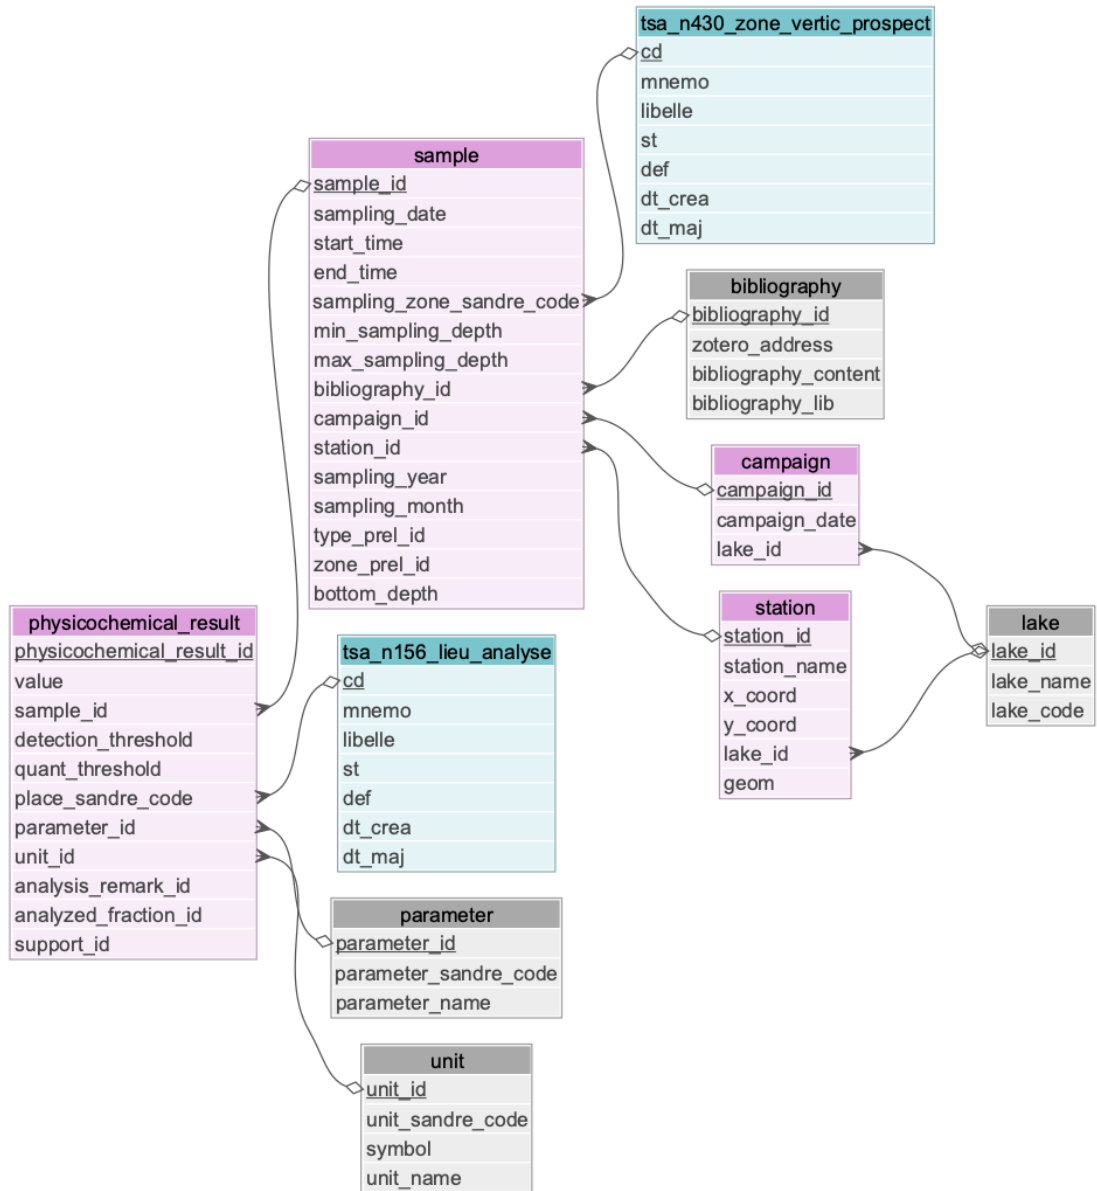 tsa_n430_zone_vertic_prospect
cd
mnemo
libelle
st
def
dt_crea
dt_maj
sample
sample_id
sampling_date
start_time
end_time
sampling_zone_sandre_code
min_sampling_depth
max_sampling_depth
bibliography_id
campaign_id
station_id
sampling_year
sampling_month
type_prel_id
zone_prel_id
bottom_depth
bibliography
bibliography_id
zotero_address
bibliography_content
bibliography_lib
campaign
campaign_id
campaign_date
lake_id
station
station_id
station_name
x_coord
y_coord
lake_id
geom
lake
lake_id
lake_name
lake_code
physicochemical_result
physicochemical_result_id
value
sample_id
detection_threshold
quant_threshold
place_sandre_code
parameter_id
unit_id
analysis_remark_id
analyzed_fraction_id
support_id
tsa_n156_lieu_analyse
cd
mnemo
libelle
st
def
dt_crea
dt_maj
parameter
parameter_id
parameter_sandre_code
parameter_name
unit
unit_id
unit_sandre_code
symbol
unit_name